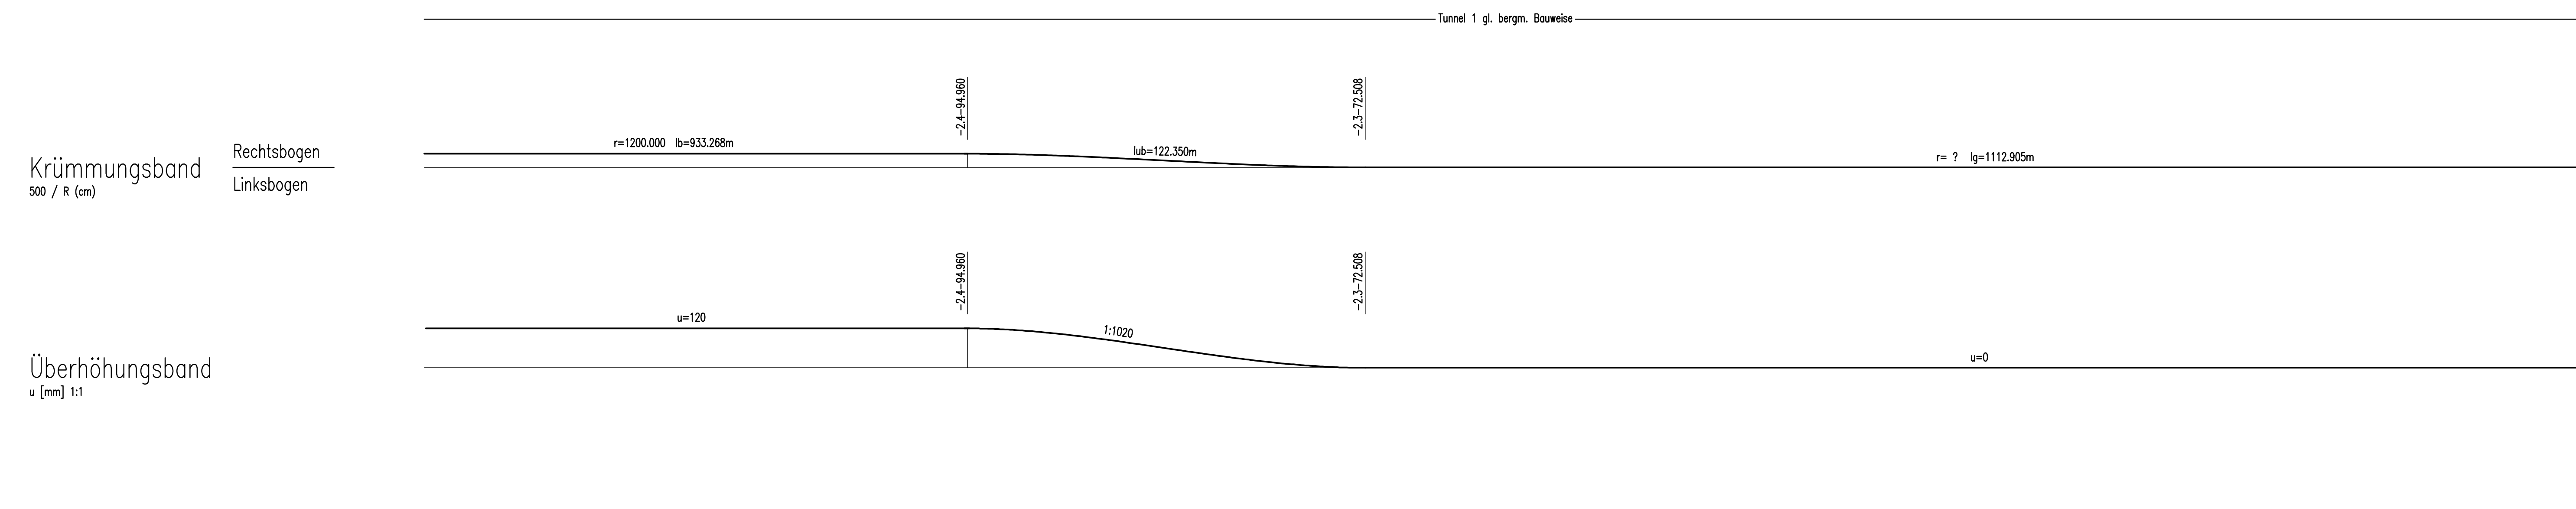 Tunnel 1 gl. bergm. Bauweise
-2.4-94.960
-2.3-72.508
Krümmungsband
500 / R (cm)
Rechtsbogen
Linksbogen
r=1200.000 lb=933.268m
lub=122.350m
r= ? lg=1112.905m
-2.4-94.960
-2.3-72.508
Überhöhungsband
u [mm] 1:1
u=120
1:1020
u=0